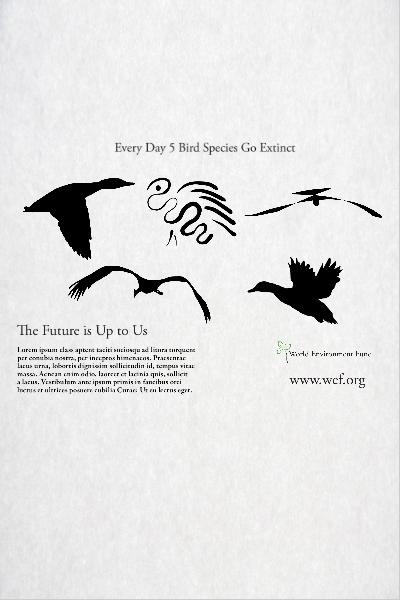 Every Day 5 Bird Species Go Extinct
The Future is Up to Us
Lorem ipsum class aptent taciti sociosqu ad litora torquent
per conubia nostra, per inceptos himenaeos. Praesentae
lacus urna, lobortis dignissim sollicitudin id, tempus vitae
massa. Aenean enim odio, laoreet et lacinia quis, sollicit
a lacus. Vestibulum ante ipsum primis in faucibus orci
luctus et ultrices posuere cubilia Curae; Ut eu lectus eget.
World Environment Fund
www.wef.org